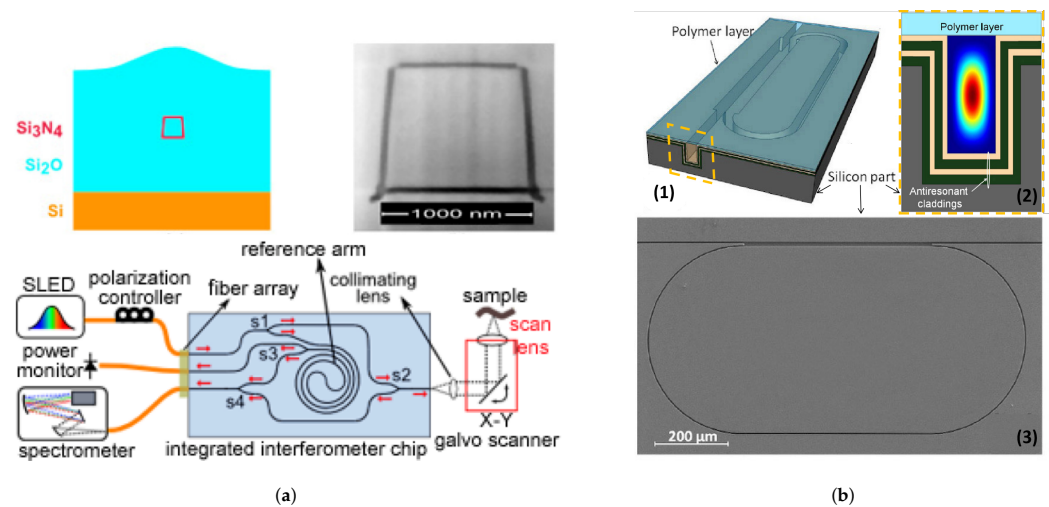 Si3N4
Si2O
Si
1000 nm
reference arm
SLED
polarization
controller
fiber array
collimating
lens
sample
scan
lens
power
monitor
s1
s3
s2
s4
X-Y
galvo scanner
spectrometer
integrated interferometer chip
(a)
(b)
Polymer layer
Polymer layer
Silicon part
(1)
Antiresonant
claddings
(2)
200 µm
(3)
(b)